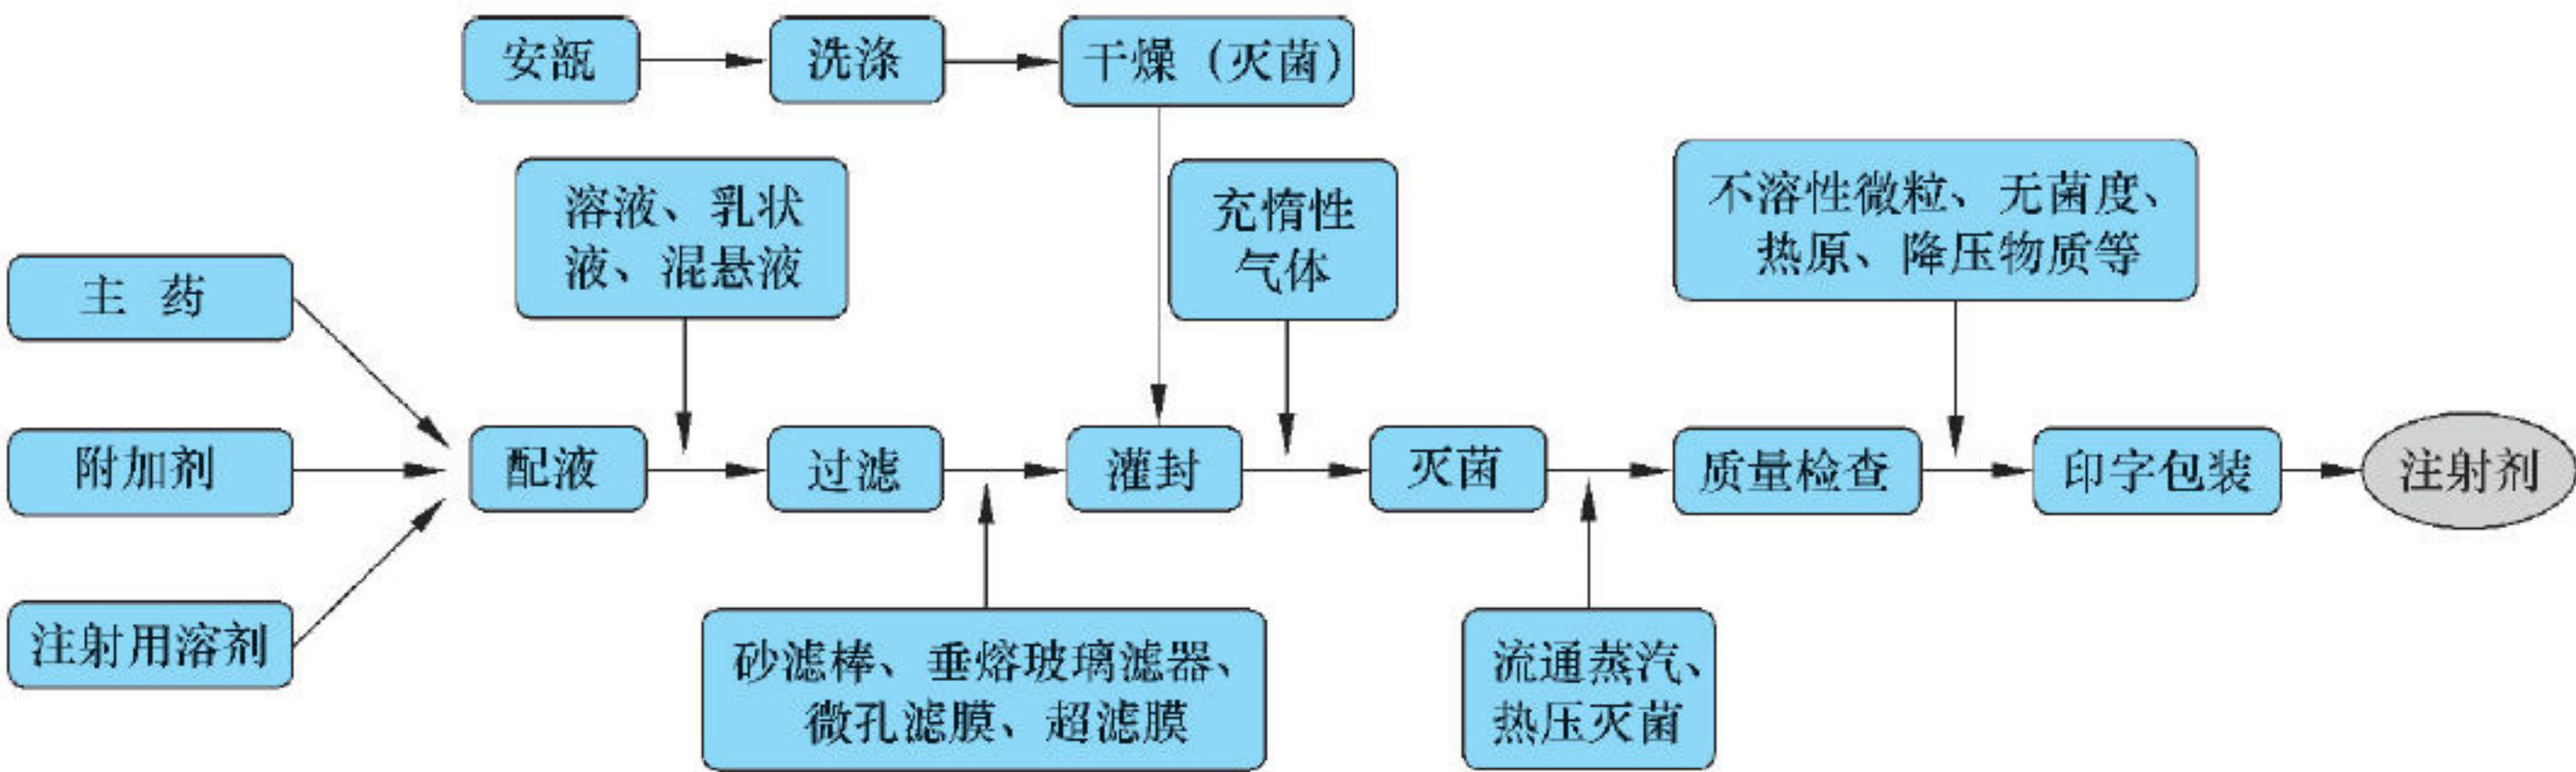 安瓿
洗涤
干燥（灭菌）
溶液、乳状
液、混悬液
充惰性
气体
不溶性微粒、无菌度、
热原、降压物质等
主 药
附加剂
注射用溶剂
配液
过滤
灌封
灭菌
质量检查
印字包装
注射剂
砂滤棒、垂熔玻璃滤器、
微孔滤膜、超滤膜
流通蒸汽、
热压灭菌